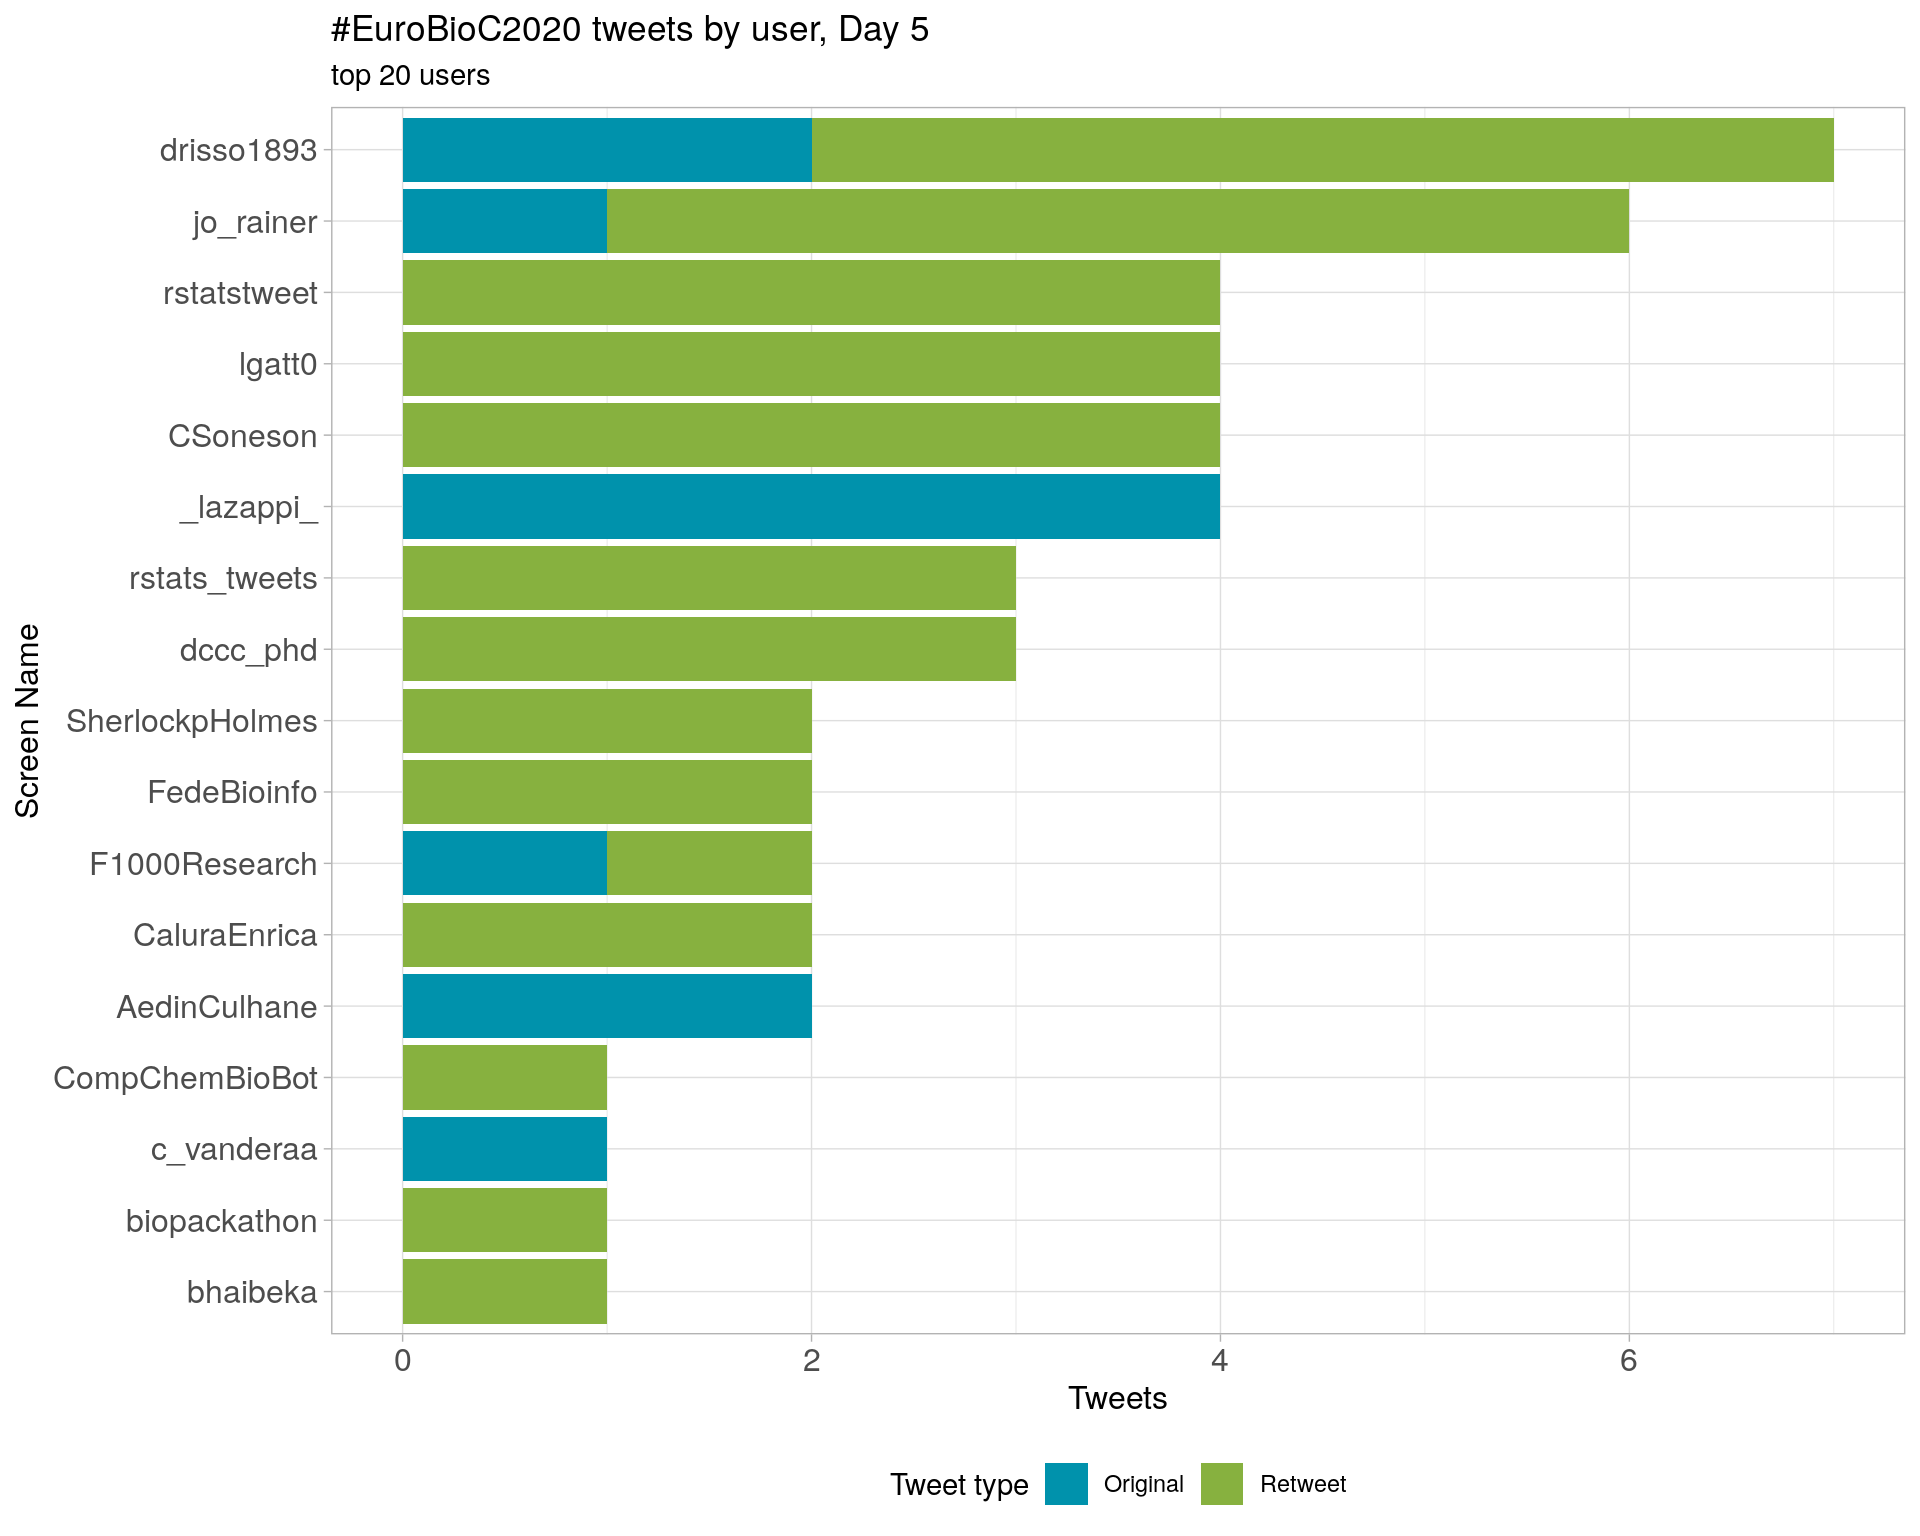 #EuroBioC2020 tweets by user, Day 5
top 20 users
Screen Name
drisso1893
jo_rainer
rstatstweet
lgatt0
CSoneson
_lazappi_
rstats_tweets
dccc_phd
SherlockpHolmes
FedeBioinfo
F1000Research
CaluraEnrica
AedinCulhane
CompChemBioBot
c_vanderaa
biopackathon
bhaibeka
0 2 4 6
Tweets
Tweet type Original Retweet